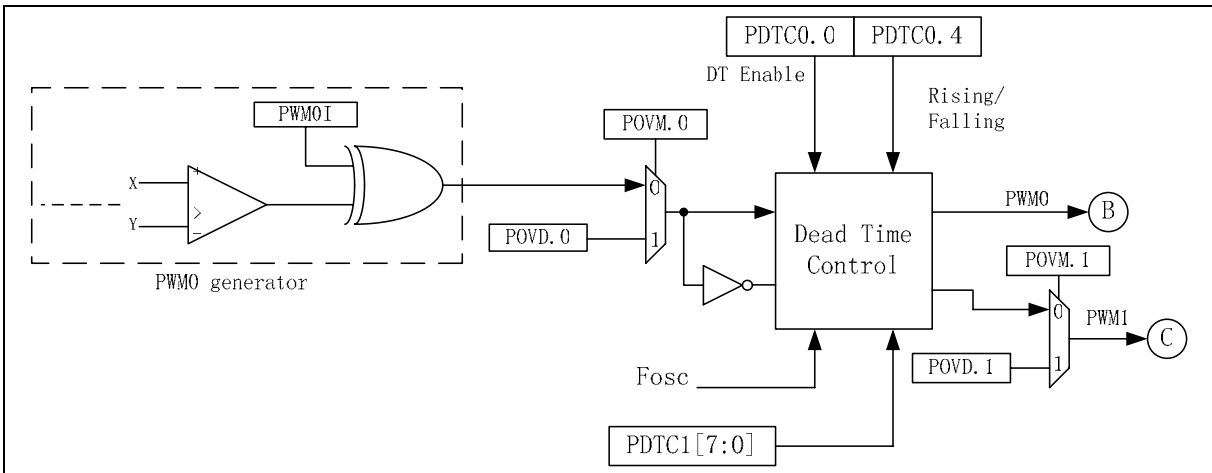 PDTC0.0 PDTC0.4
DT Enable
Rising/
Falling
PWM0I
POVM.0
X
+
>
Y
−
0
POVD.0
1
PWM0 generator
Dead Time
Control
PWM0
B
POVM.1
0
PWM1
C
POVD.1
1
Fosc
PDTC1[7:0]